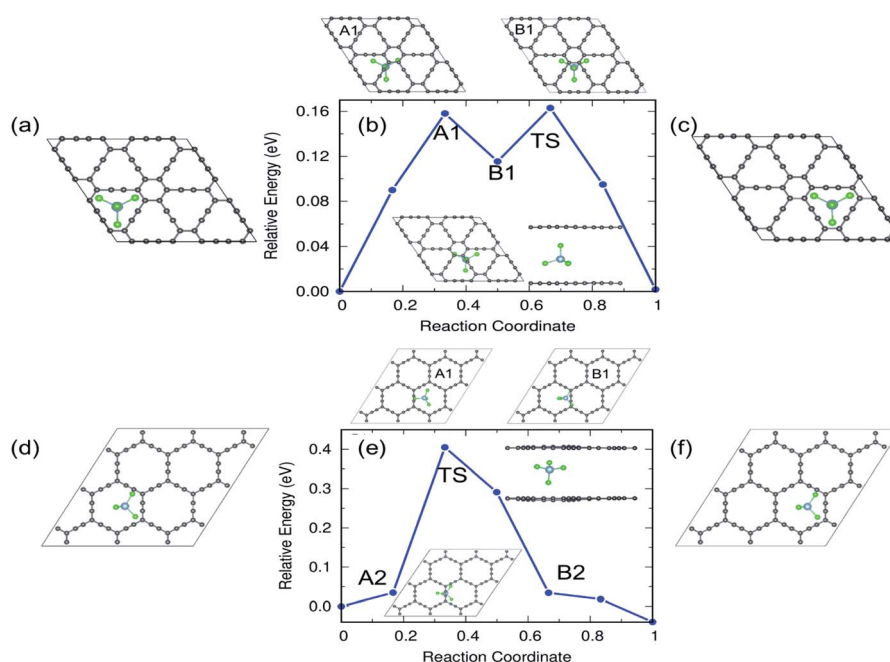 A1
B1
(a)
(b)
(c)
0.16
0.12
0.08
0.04
0.00
Relative Energy (eV)
A1
B1
TS
0
0.2
0.4
0.6
0.8
1
Reaction Coordinate
A1
B1
(d)
(e)
(f)
0.4
0.3
0.2
0.1
0.0
Relative Energy (eV)
TS
A2
B2
0
0.2
0.4
0.6
0.8
1
Reaction Coordinate